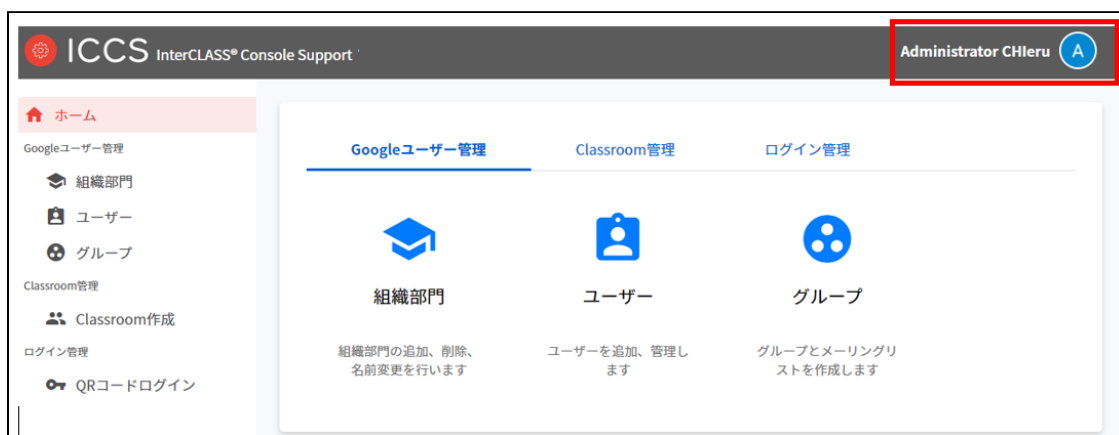 ICCS InterCLASS® Console Support
Administrator CHIeru
A
ホーム
Googleユーザー管理
組織部門
ユーザー
グループ
Classroom管理
Classroom作成
ログイン管理
QRコードログイン
Googleユーザー管理
Classroom管理
ログイン管理
組織部門
組織部門の追加、削除、
名前変更を行います
ユーザー
ユーザーを追加、管理し
ます
グループ
グループとメーリングリ
ストを作成します